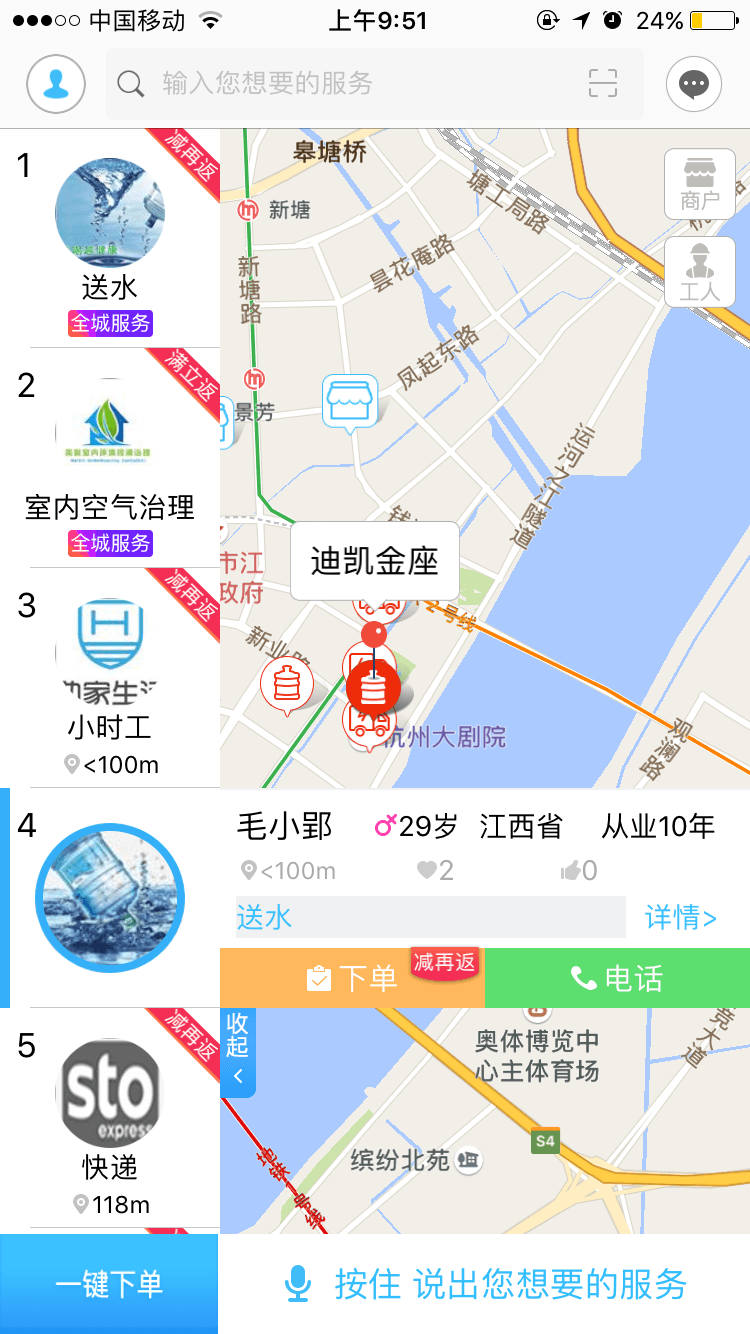 中国移动
上午9:51
24%
输入您想要的服务
1
减再返
送水
全城服务
2
满立返
室内空气治理
全城服务
3
减再返
小时工
<100m
4
5
减再返
sto
express
快递
118m
一键下单
皋塘桥
新塘
新塘路
塘工局路
昙花庵路
凤起东路
景芳
运河之江隧道
商户
工人
迪凯金座
市江
政府
2号线
新业路
杭州大剧院
观澜路
毛小郢
29岁
江西省
从业10年
<100m
2
0
送水
详情>
下单
减再返
电话
收起
奥体博览中
心主体育场
竞大道
S4
缤纷北苑
按住 说出您想要的服务